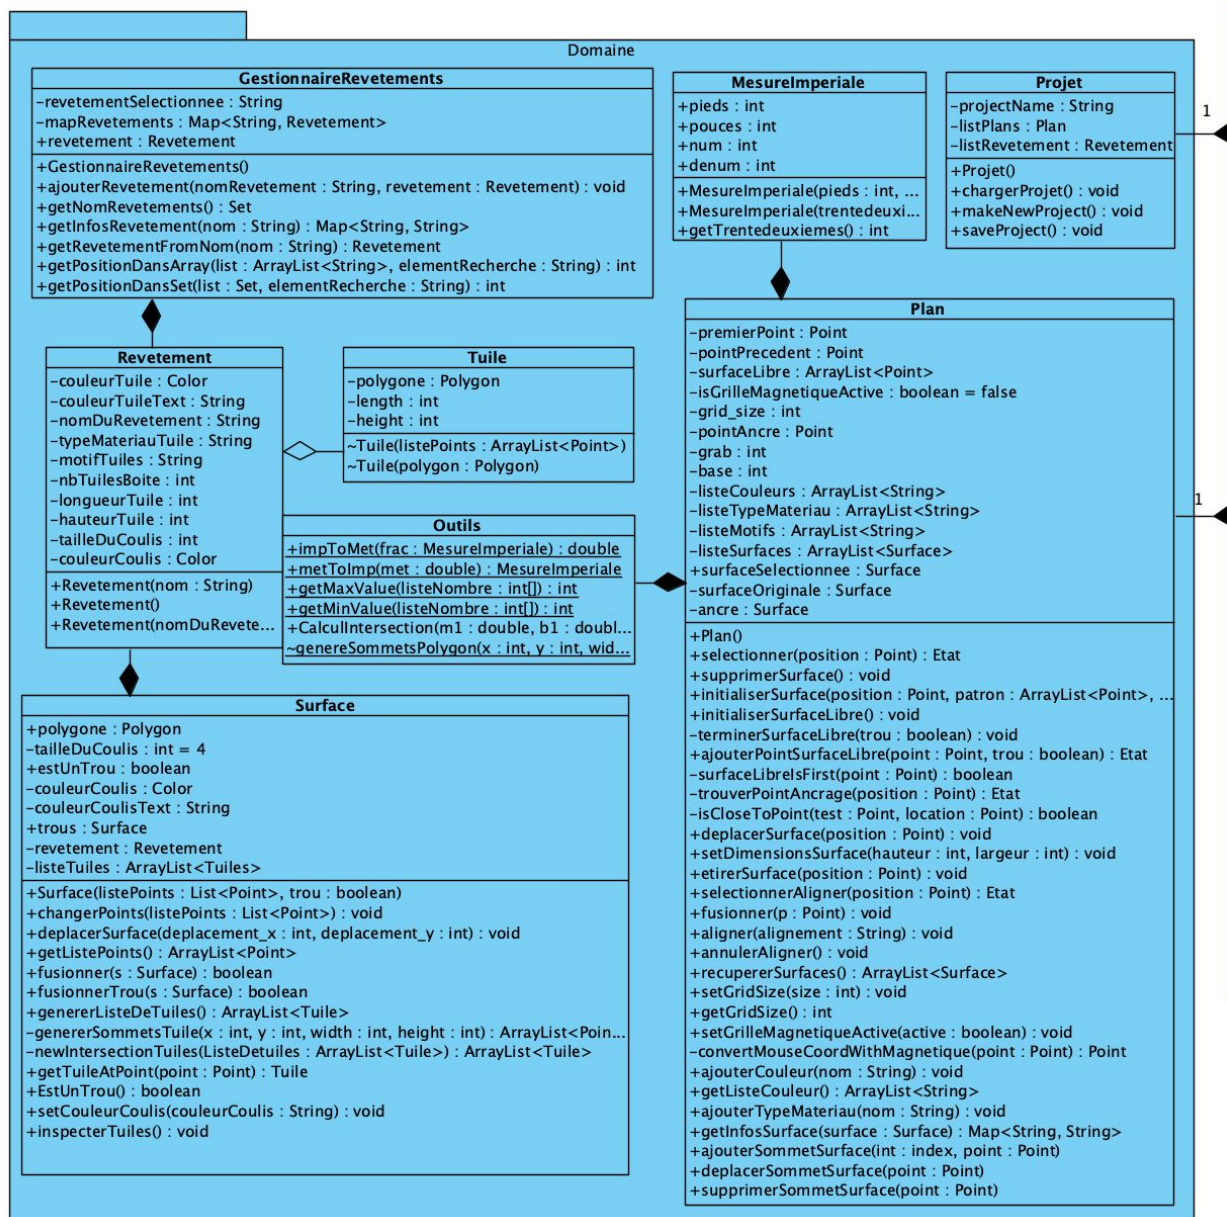 Domaine
GestionnaireRevetements
-revetementSelectionnee : String
-mapRevetements : Map<String, Revetement>
+revetement : Revetement
+GestionnaireRevetements()
+ajouterRevetement(nomRevetement : String, revetement : Revetement) : void
+getNomRevetements() : Set
+getInfosRevetement(nom : String) : Map<String, String>
+getRevetementFromNom(nom : String) : Revetement
+getPositionDansArray(list : ArrayList<String>, elementRecherche : String) : int
+getPositionDansSet(list : Set, elementRecherche : String) : int
MesureImperiale
+pieds : int
+pouces : int
+num : int
+denum : int
+MesureImperiale(pieds : int, ...
+MesureImperiale(trentedeuxi...
+getTrentedeuxiemes() : int
Projet
-projectName : String
-listPlans : Plan
-listRevetement : Revetement
+Projet()
+chargerProjet() : void
+makeNewProject() : void
+saveProject() : void
1
Revetement
-couleurTuile : Color
-couleurTuileText : String
-nomDuRevetement : String
-typeMateriauTuile : String
-motifTuiles : String
-nbTuilesBoite : int
-longueurTuile : int
-hauteurTuile : int
-tailleDuCoulis : int
-couleurCoulis : Color
+Revetement(nom : String)
+Revetement()
+Revetement(nomDuRevete...
Tuile
-polygone : Polygon
-length : int
-height : int
~Tuile(listePoints : ArrayList<Point>)
~Tuile(polygon : Polygon)
Outils
+impToMet(frac : MesureImperiale) : double
+metToImp(met : double) : MesureImperiale
+getMaxValue(listeNombre : int[]) : int
+getMinValue(listeNombre : int[]) : int
+CalculIntersection(m1 : double, b1 : doubl...
~genereSommetsPolygon(x : int, y : int, wid...
Plan
-premierPoint : Point
-pointPrecedent : Point
-surfaceLibre : ArrayList<Point>
-isGrilleMagnetiqueActive : boolean = false
-grid_size : int
-pointAncre : Point
-grab : int
-base : int
-listeCouleurs : ArrayList<String>
-listeTypeMateriau : ArrayList<String>
-listeMotifs : ArrayList<String>
-listeSurfaces : ArrayList<Surface>
+surfaceSelectionnee : Surface
-surfaceOriginale : Surface
-ancre : Surface
+Plan()
+selectionner(position : Point) : Etat
+supprimerSurface() : void
+initialiserSurface(position : Point, patron : ArrayList<Point>, ...
+initialiserSurfaceLibre() : void
-terminerSurfaceLibre(trou : boolean) : void
+ajouterPointSurfaceLibre(point : Point, trou : boolean) : Etat
-surfaceLibreIsFirst(point : Point) : boolean
-trouverPointAncrage(position : Point) : Etat
-isCloseToPoint(test : Point, location : Point) : boolean
+deplacerSurface(position : Point) : void
+setDimensionsSurface(hauteur : int, largeur : int) : void
+etirerSurface(position : Point) : void
+selectionnerAligner(position : Point) : Etat
+fusionner(p : Point) : void
+aligner(alignement : String) : void
+annulerAligner() : void
+recupererSurfaces() : ArrayList<Surface>
+setGridSize(size : int) : void
+getGridSize() : int
+setGrilleMagnetiqueActive(active : boolean) : void
-convertMouseCoordWithMagnetique(point : Point) : Point
+ajouterCouleur(nom : String) : void
+getListeCouleur() : ArrayList<String>
+ajouterTypeMateriau(nom : String) : void
+getInfosSurface(surface : Surface) : Map<String, String>
+ajouterSommetSurface(int : index, point : Point)
+deplacerSommetSurface(point : Point)
+supprimerSommetSurface(point : Point)
1
Surface
+polygone : Polygon
-tailleDuCoulis : int = 4
+estUnTrou : boolean
-couleurCoulis : Color
-couleurCoulisText : String
+trous : Surface
-revetement : Revetement
-listeTuiles : ArrayList<Tuiles>
+Surface(listePoints : List<Point>, trou : boolean)
+changerPoints(listePoints : List<Point>) : void
+deplacerSurface(deplacement_x : int, deplacement_y : int) : void
+getListePoints() : ArrayList<Point>
+fusionner(s : Surface) : boolean
+fusionnerTrou(s : Surface) : boolean
+genererListeDeTuiles() : ArrayList<Tuile>
-genererSommetsTuile(x : int, y : int, width : int, height : int) : ArrayList<Poin...
-newIntersectionTuiles(ListeDetuiles : ArrayList<Tuile>) : ArrayList<Tuile>
+getTuileAtPoint(point : Point) : Tuile
+EstUnTrou() : boolean
+setCouleurCoulis(couleurCoulis : String) : void
+inspecterTuiles() : void